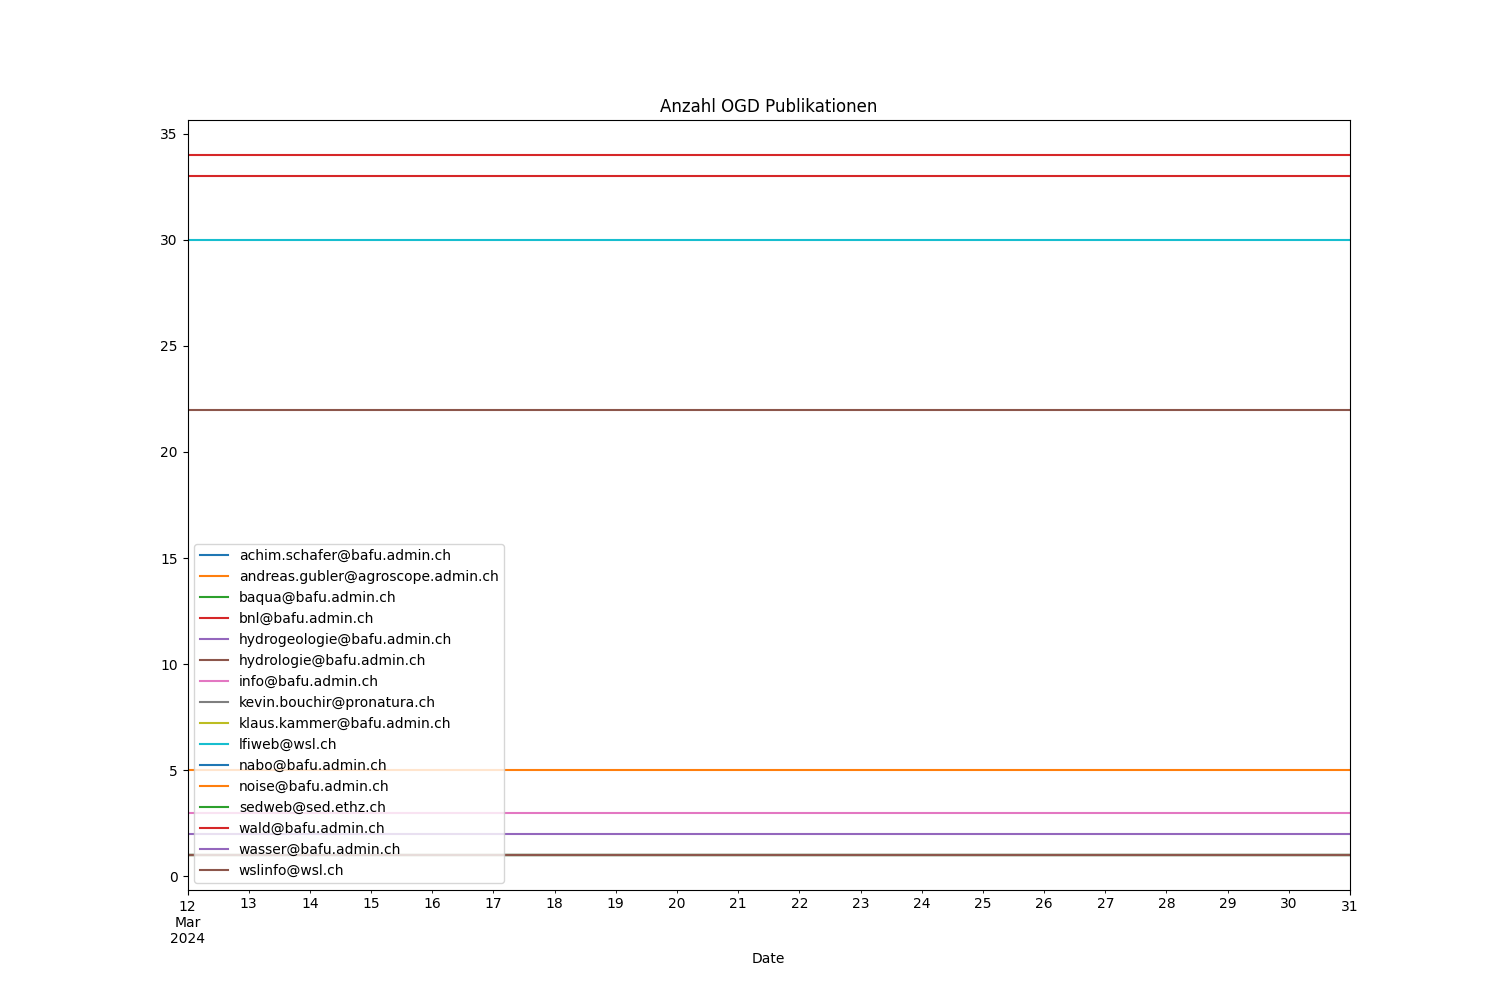 Anzahl OGD Publikationen
35
30
25
20
15
10
5
0
achim.schafer@bafu.admin.ch
andreas.gubler@agroscope.admin.ch
baqua@bafu.admin.ch
bnl@bafu.admin.ch
hydrogeologie@bafu.admin.ch
hydrologie@bafu.admin.ch
info@bafu.admin.ch
kevin.bouchir@pronatura.ch
klaus.kammer@bafu.admin.ch
lfiweb@wsl.ch
nabo@bafu.admin.ch
noise@bafu.admin.ch
sedweb@sed.ethz.ch
wald@bafu.admin.ch
wasser@bafu.admin.ch
wslinfo@wsl.ch
12 13 14 15 16 17 18 19 20 21 22 23 24 25 26 27 28 29 30 31
Mar
2024
Date